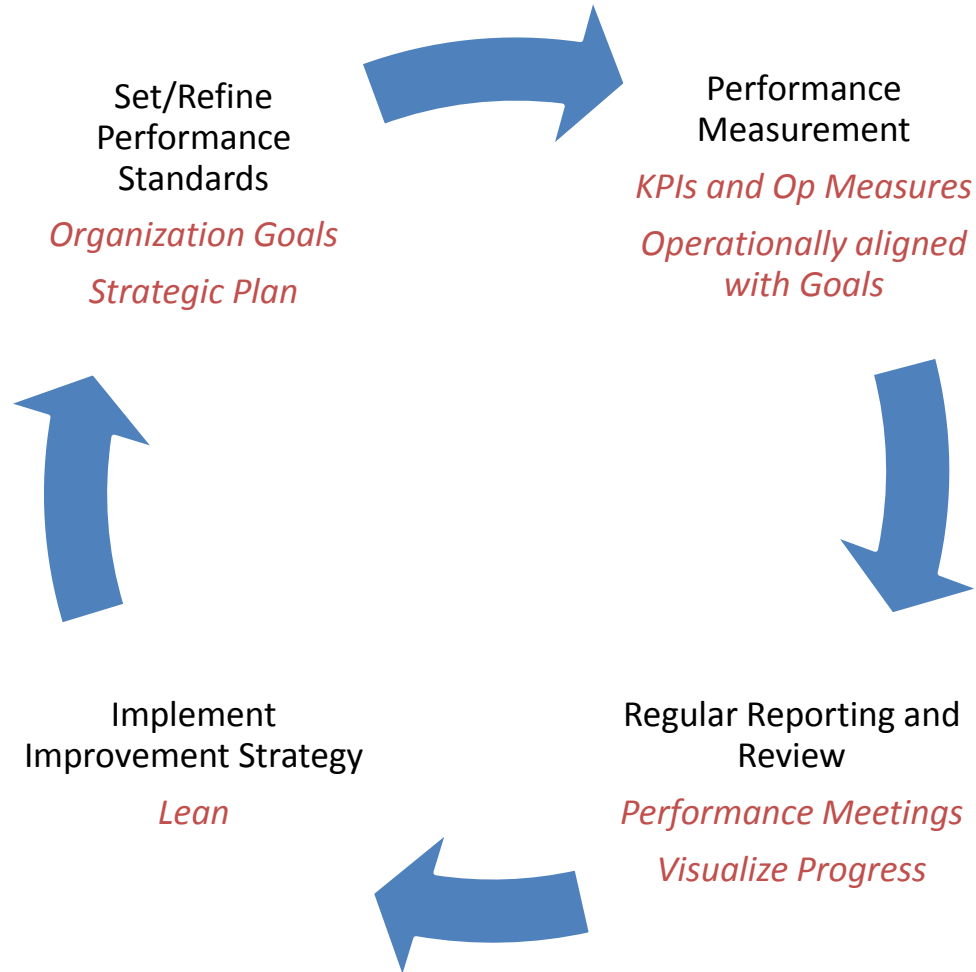 Set/Refine
Performance
Standards
Organization Goals
Strategic Plan
Performance
Measurement
KPIs and Op Measures
Operationally aligned
with Goals
Regular Reporting and
Review
Performance Meetings
Visualize Progress
Implement
Improvement Strategy
Lean